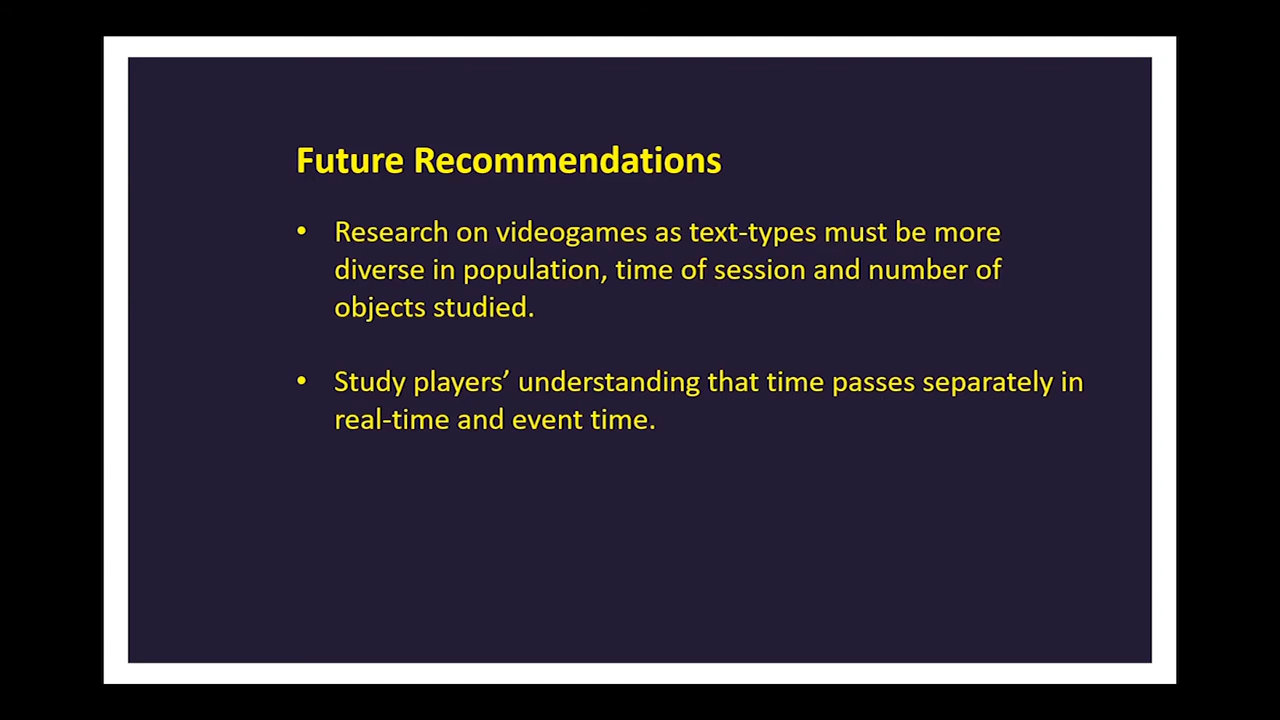 Future Recommendations
• Research on videogames as text-types must be more
diverse in population, time of session and number of
objects studied.
• Study players’ understanding that time passes separately in
real-time and event time.